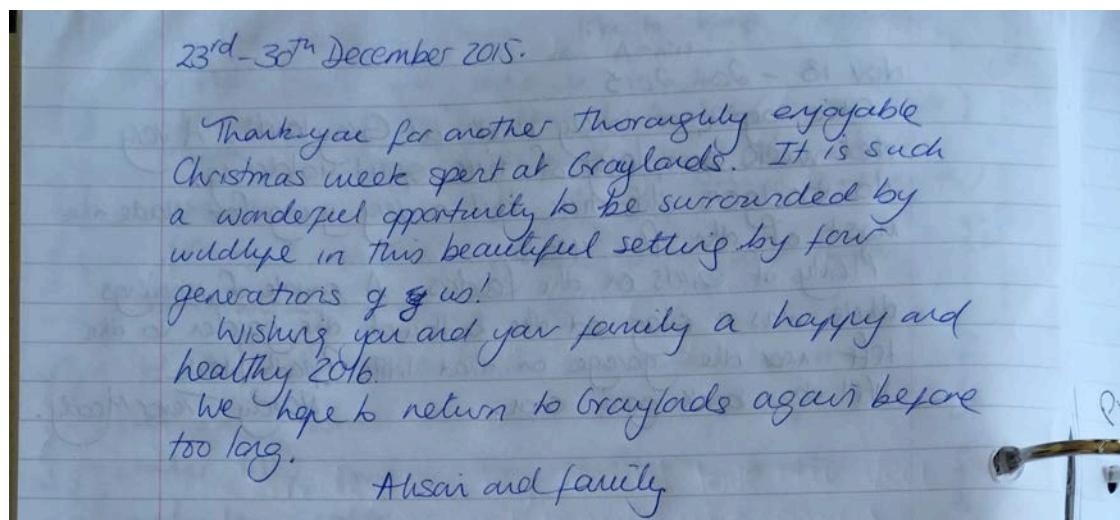 23rd - 30th December 2015.
Thank you for another thoroughly enjoyable
Christmas week spent at Graylands. It is such
a wonderful opportunity to be surrounded by
wildlife in this beautiful setting by four
generations of us!
Wishing you and your family a happy and
healthy 2016.
We hope to return to Graylands again before
too long.
and family